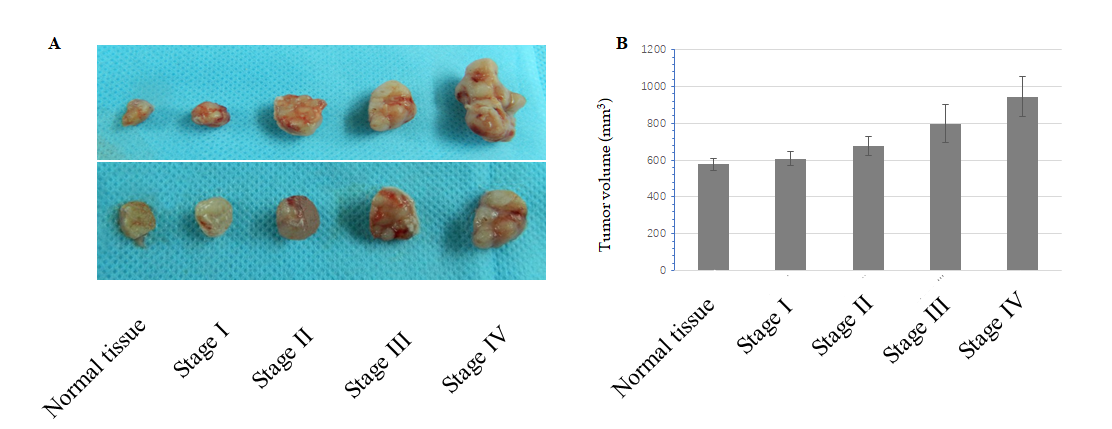 A
Normal tissue
Stage I
Stage II
Stage III
Stage IV
B
Tumor volume (mm³)
1200
1000
800
600
400
200
0
Normal tissue
Stage I
Stage II
Stage III
Stage IV